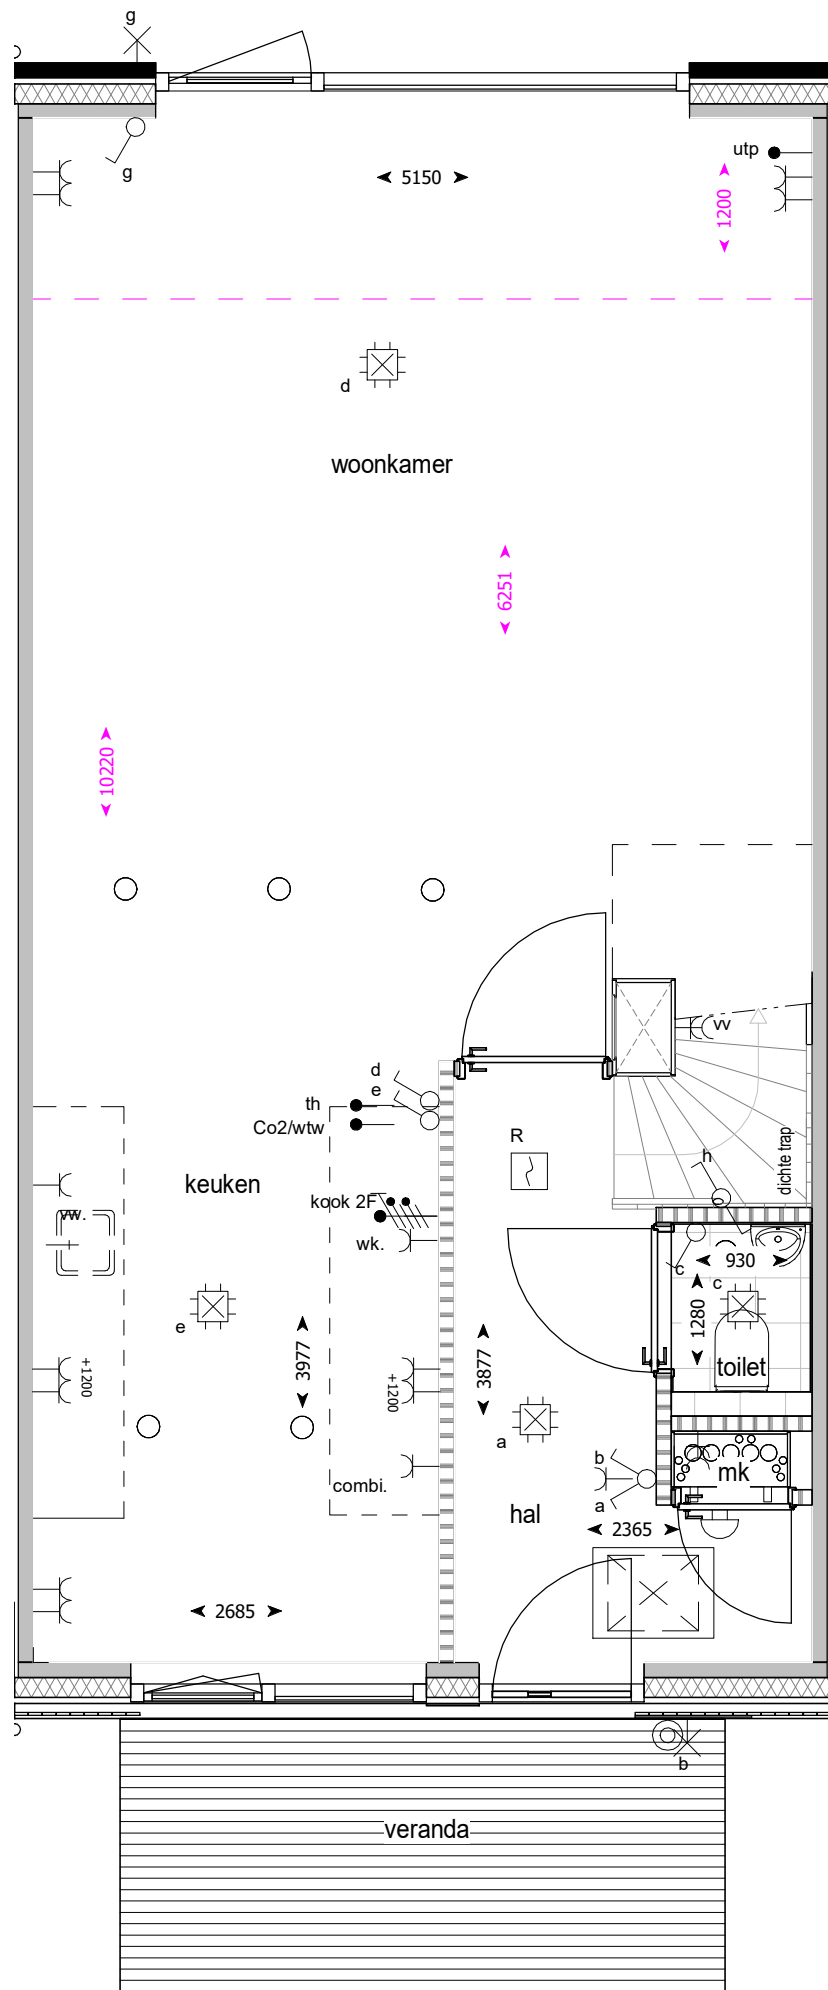 g
g
utp
5150
1200
d
woonkamer
6251
10220
vv
d
e
th
Co2/wtw
R
dichte trap
h
keuken
kook 2F
vw.
wk.
930
c
c
1280
e
3977
3877
toilet
+1200
+1200
a
b
mk
combi.
a
hal
2365
2685
b
veranda